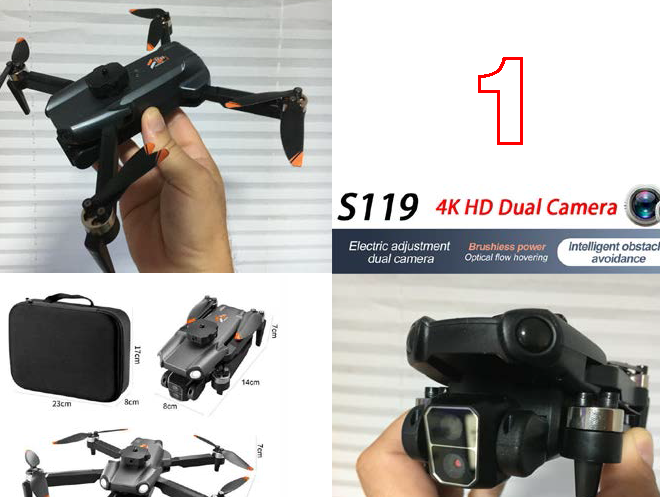 1
S119 4K HD Dual Camera
Electric adjustment
dual camera
Brushless power
Optical flow hovering
Intelligent obstac
avoidance
17cm
23cm
8cm
7cm
14cm
8cm
7cm